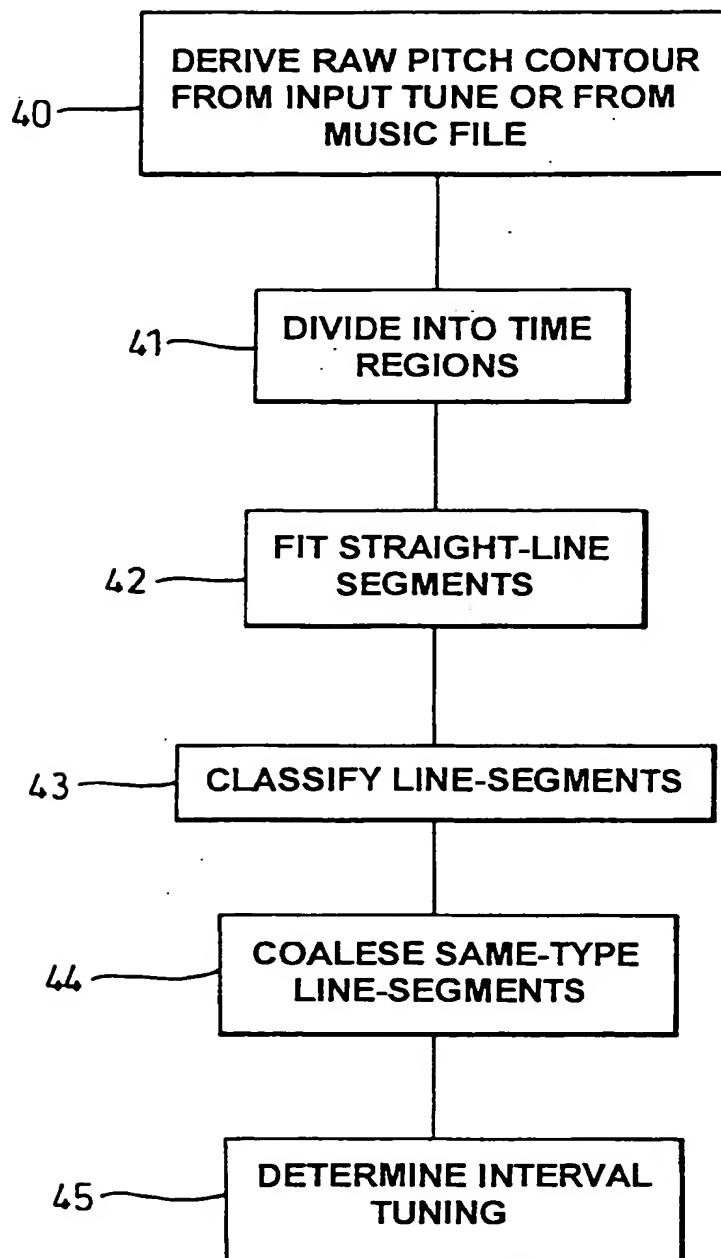 DERIVE RAW PITCH CONTOUR
FROM INPUT TUNE OR FROM
MUSIC FILE
40
DIVIDE INTO TIME
REGIONS
41
FIT STRAIGHT-LINE
SEGMENTS
42
CLASSIFY LINE-SEGMENTS
43
COALESE SAME-TYPE
LINE-SEGMENTS
44
DETERMINE INTERVAL
TUNING
45